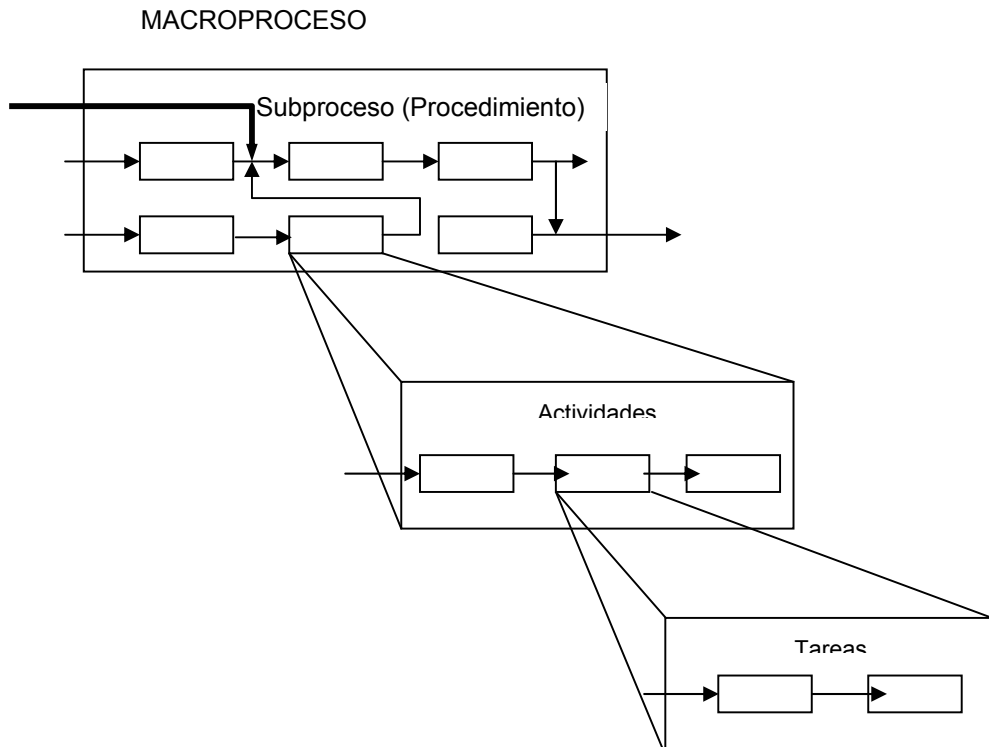 MACROPROCESO
Subproceso (Procedimiento)
Actividades
Tareas